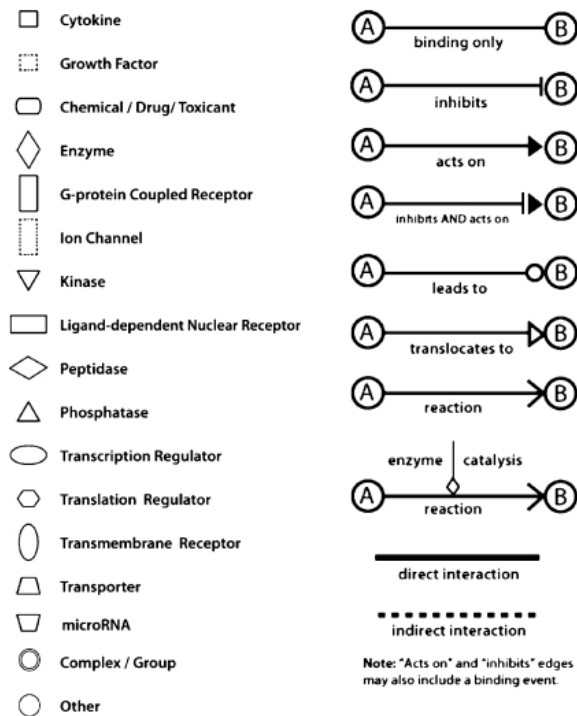 Cytokine
Growth Factor
Chemical / Drug/ Toxicant
Enzyme
G-protein Coupled Receptor
Ion Channel
Kinase
Ligand-dependent Nuclear Receptor
Peptidase
Phosphatase
Transcription Regulator
Translation Regulator
Transmembrane Receptor
Transporter
microRNA
Complex / Group
Other
A B
binding only
A B
inhibits
A B
acts on
A B
inhibits AND acts on
A B
leads to
A B
translocates to
A B
reaction
enzyme catalysis
A B
reaction
direct interaction
indirect interaction
Note: "Acts on" and "inhibits" edges
may also include a binding event.